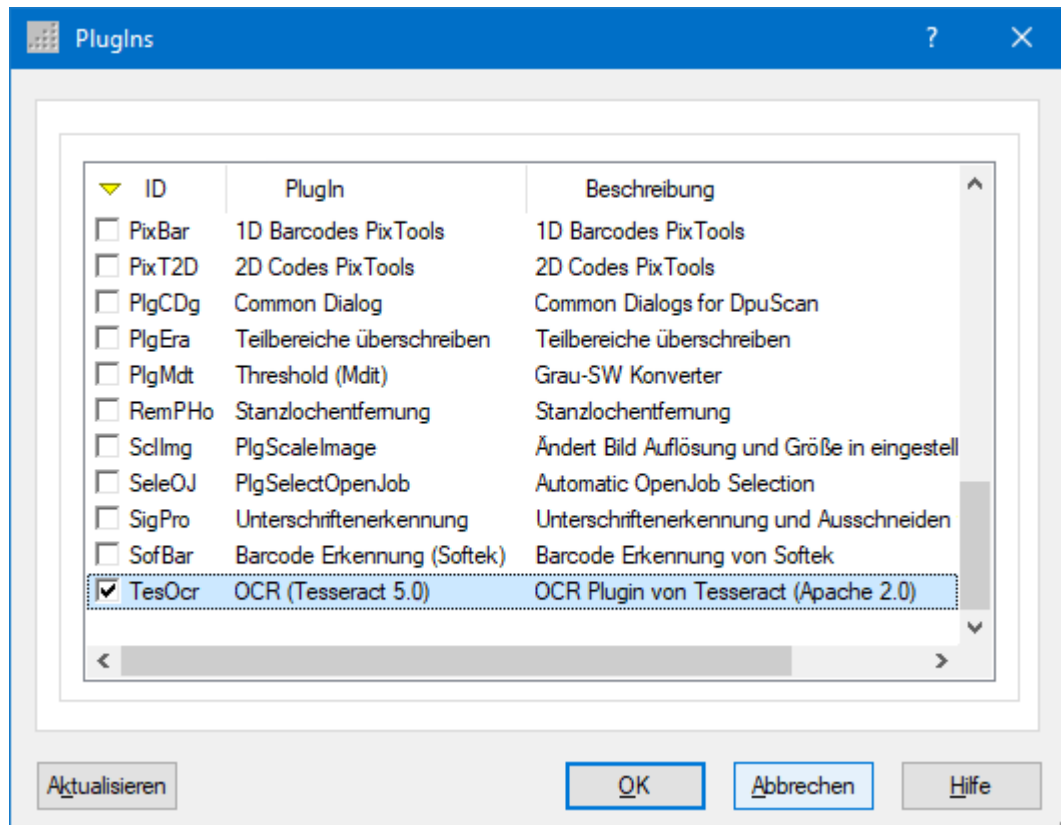 PlugIns ?
ID PlugIn Beschreibung
PixBar 1D Barcodes PixTools 1D Barcodes PixTools
PixT2D 2D Codes PixTools 2D Codes PixTools
PlgCDg Common Dialog Common Dialogs for DpuScan
PlgEra Teilbereiche überschreiben Teilbereiche überschreiben
PlgMdt Threshold (Mdit) Grau-SW Konverter
RemPHo Stanzlochentfernung Stanzlochentfernung
SclImg PlgScaleImage Ändert Bild Auflösung und Größe in eingestell
SeleOJ PlgSelectOpenJob Automatic OpenJob Selection
SigPro Unterschriftenerkennung Unterschriftenerkennung und Ausschneiden
SofBar Barcode Erkennung (Softek) Barcode Erkennung von Softek
TesOcr OCR (Tesseract 5.0) OCR Plugin von Tesseract (Apache 2.0)
Aktualisieren OK Abbrechen Hilfe